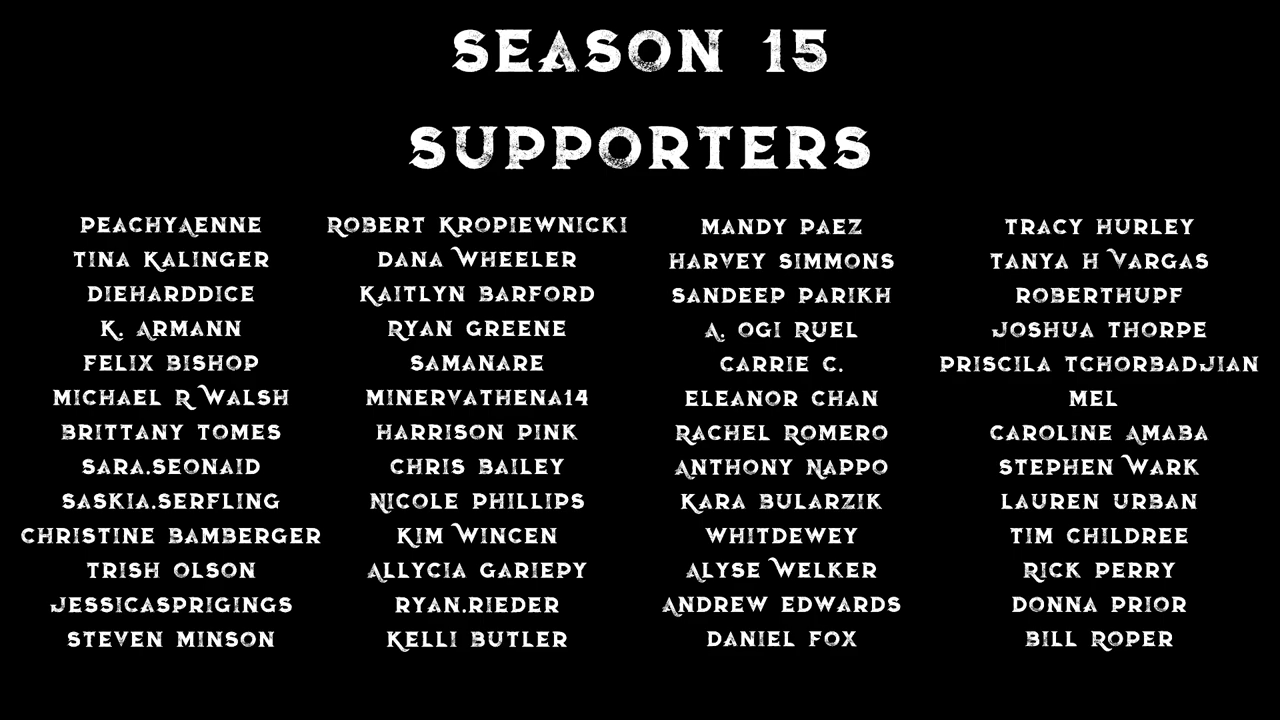 SEASON 15
SUPPORTERS
PEACHYAENNE
TINA KALINGER
DIEHARDDICE
K. ARMANN
FELIX BISHOP
MICHAEL R WALSH
BRITTANY TOMES
SARA.SEONAID
SASKIA.SERFLING
CHRISTINE BAMBERGER
TRISH OLSON
JESSICASPRIGINGS
STEVEN MINSON
ROBERT KROPIEWNICKI
DANA WHEELER
KAITLYN BARFORD
RYAN GREENE
SAMANARE
MINERVATHENA14
HARRISON PINK
CHRIS BAILEY
NICOLE PHILLIPS
KIM WINCEN
ALLYCIA GARIEPY
RYAN.RIEDER
KELLI BUTLER
MANDY PAEZ
HARVEY SIMMONS
SANDEEP PARIKH
A. OGI RUEL
CARRIE C.
ELEANOR CHAN
RACHEL ROMERO
ANTHONY NAPPO
KARA BULARZIK
WHITDEWEY
ALYSE WELKER
ANDREW EDWARDS
DANIEL FOX
TRACY HURLEY
TANYA H VARGAS
ROBERTHUPF
JOSHUA THORPE
PRISCILA TCHORBADJIAN
MEL
CAROLINE AMABA
STEPHEN WARK
LAUREN URBAN
TIM CHILDREE
RICK PERRY
DONNA PRIOR
BILL ROPER